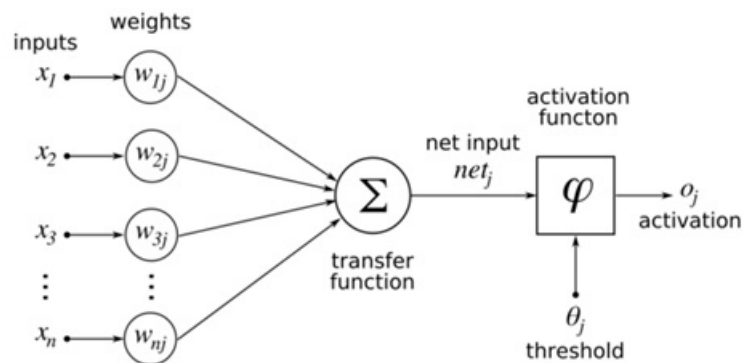 inputs
weights
x1
w1j
x2
w2j
x3
w3j
⋮
⋮
xn
wnj
Σ
transfer
function
net input
netj
activation
functon
φ
oj
activation
θj
threshold